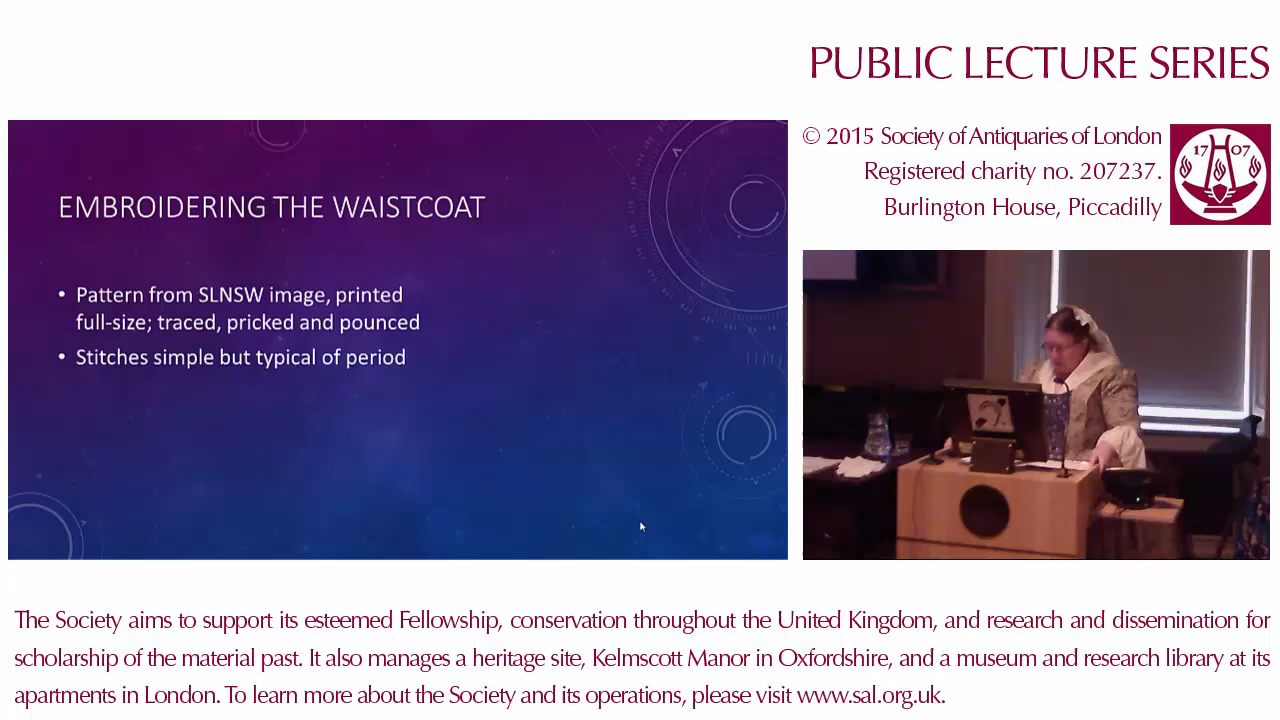 PUBLIC LECTURE SERIES
© 2015 Society of Antiquaries of London
Registered charity no. 207237.
Burlington House, Piccadilly
17 07
EMBROIDERING THE WAISTCOAT
• Pattern from SLNSW image, printed
full-size; traced, pricked and pounced
• Stitches simple but typical of period
The Society aims to support its esteemed Fellowship, conservation throughout the United Kingdom, and research and dissemination for
scholarship of the material past. It also manages a heritage site, Kelmscott Manor in Oxfordshire, and a museum and research library at its
apartments in London. To learn more about the Society and its operations, please visit www.sal.org.uk.